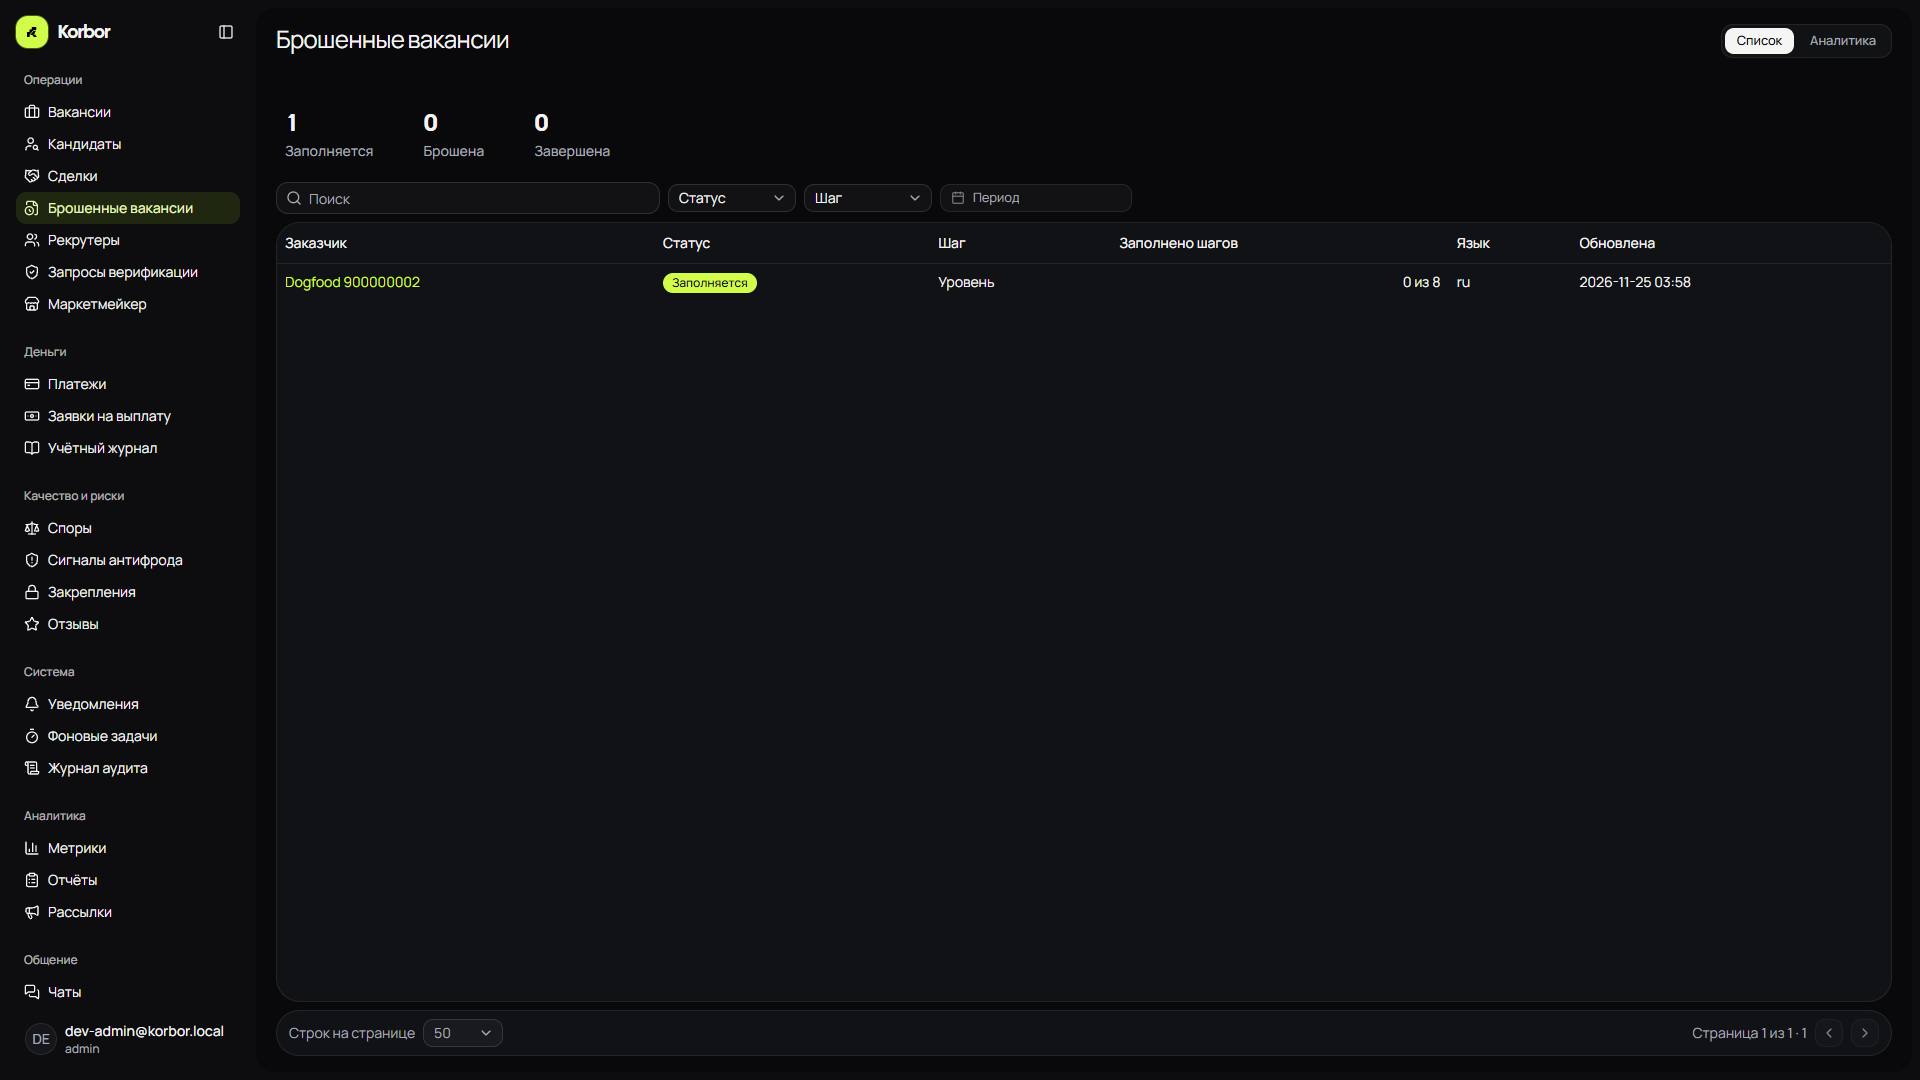 Korbor
Операции
Вакансии
Кандидаты
Сделки
Брошенные вакансии
Рекрутеры
Запросы верификации
Маркетмейкер
Деньги
Платежи
Заявки на выплату
Учётный журнал
Качество и риски
Споры
Сигналы антифрода
Закрепления
Отзывы
Система
Уведомления
Фоновые задачи
Журнал аудита
Аналитика
Метрики
Отчёты
Рассылки
Общение
Чаты
DE
dev-admin@korbor.local
admin
Брошенные вакансии
Список Аналитика
1 0 0
Заполняется Брошена Завершена
Поиск Статус Шаг Период
Заказчик Статус Шаг Заполнено шагов Язык Обновлена
Dogfood 900000002 Заполняется Уровень 0 из 8 ru 2026-11-25 03:58
Строк на странице 50 Страница 1 из 1 · 1